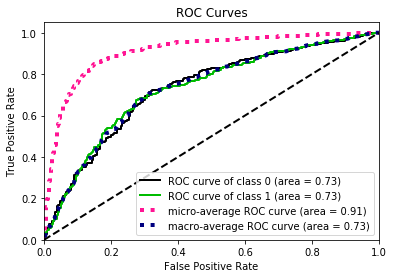 ROC Curves
True Positive Rate
1.0
0.8
0.6
0.4
0.2
0.0
ROC curve of class 0 (area = 0.73)
ROC curve of class 1 (area = 0.73)
micro-average ROC curve (area = 0.91)
macro-average ROC curve (area = 0.73)
0.0 0.2 0.4 0.6 0.8 1.0
False Positive Rate